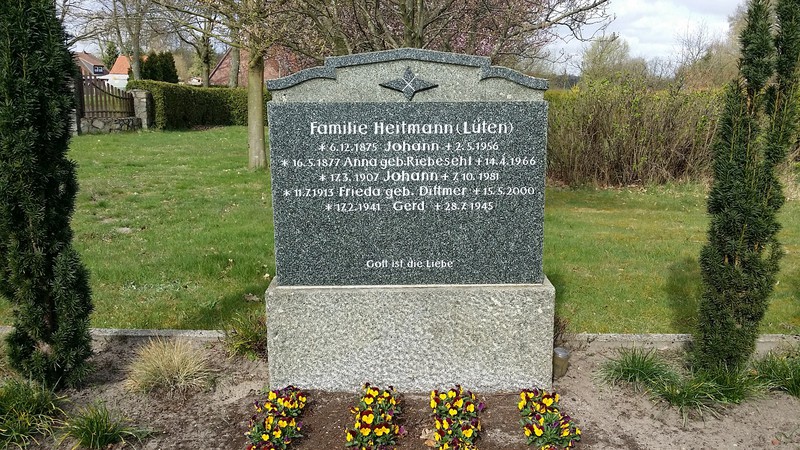 Familie Heitmann (Lüten)
* 6.12.1875 Johann + 2.5.1956
* 16.5.1877 Anna geb. Riebesehl + 14.4.1966
* 17.3.1907 Johann + 7.10.1981
* 11.7.1913 Frieda geb. Dittmer + 15.5.2000
* 17.2.1941 Gerd + 28.7.1945
Gott ist die Liebe